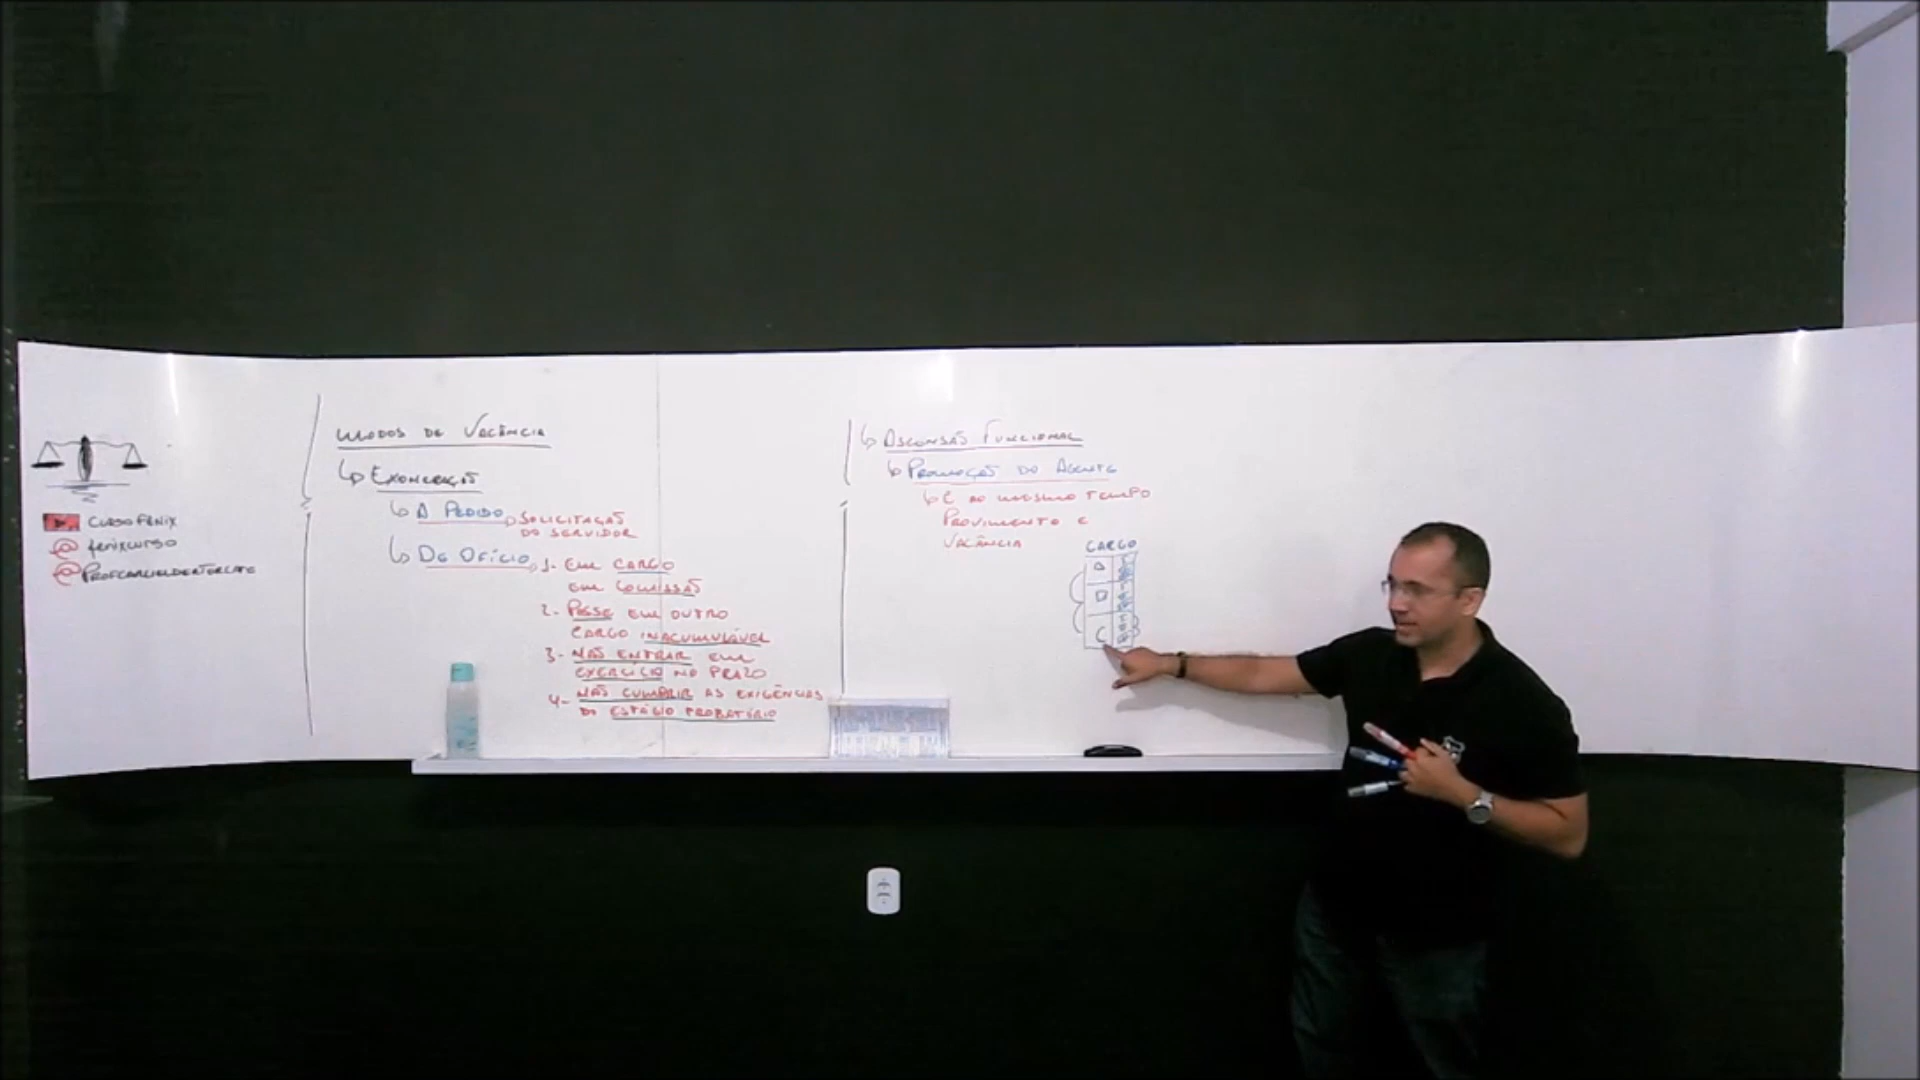 CURSO FÊNIX
@ fenixcurso
@
MODOS DE VACÂNCIA
↳ EXONERAÇÃO
↳ A PEDIDO → SOLICITAÇÃO
DO SERVIDOR
↳ DE OFÍCIO → 1- EM CARGO
EM COMISSÃO
2- POSSE EM OUTRO
CARGO INACUMULÁVEL
3- NÃO ENTRAR EM
EXERCÍCIO NO PRAZO
4- NÃO CUMPRIR AS EXIGÊNCIAS
DO ESTÁGIO PROBATÓRIO
↳ ASCENSÃO FUNCIONAL
↳ PROMOÇÃO DO AGENTE
↳ É AO MESMO TEMPO
PROVIMENTO E
VACÂNCIA
CARGO
C